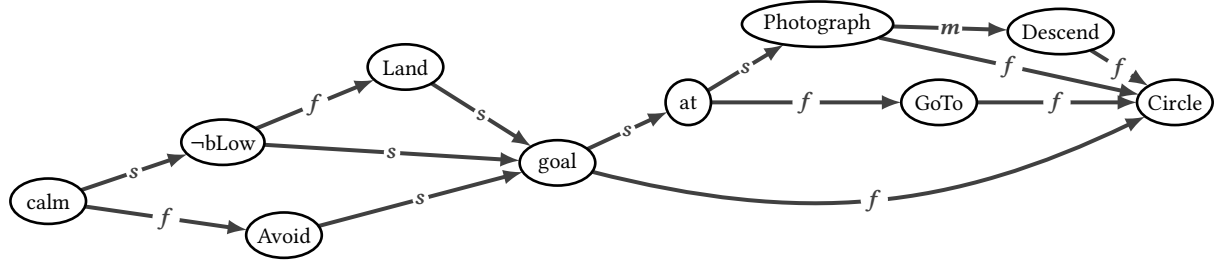 Photograph
m
Descend
f
f
Land
s
at
f
GoTo
f
Circle
f
s
s
¬bLow
s
goal
s
calm
f
Avoid
s
f